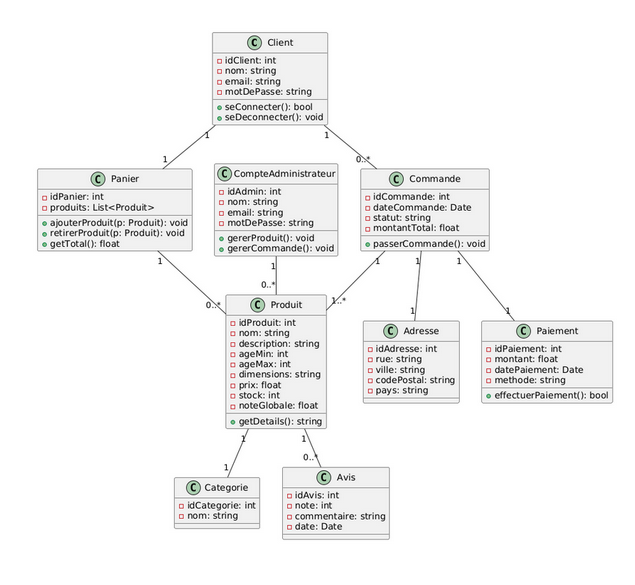 C Client
idClient: int
nom: string
email: string
motDePasse: string
seConnecter(): bool
seDeconnecter(): void
1
1
1
0..*
C Panier
idPanier: int
produits: List<Produit>
ajouterProduit(p: Produit): void
retirerProduit(p: Produit): void
getTotal(): float
C CompteAdministrateur
idAdmin: int
nom: string
email: string
motDePasse: string
gererProduit(): void
gererCommande(): void
C Commande
idCommande: int
dateCommande: Date
statut: string
montantTotal: float
passerCommande(): void
1
1
1
1
1
0..*
0..*
1..*
1
1
C Produit
idProduit: int
nom: string
description: string
ageMin: int
ageMax: int
dimensions: string
prix: float
stock: int
noteGlobale: float
getDetails(): string
C Adresse
idAdresse: int
rue: string
ville: string
codePostal: string
pays: string
C Paiement
idPaiement: int
montant: float
datePaiement: Date
methode: string
effectuerPaiement(): bool
1
1
1
0..*
C Categorie
idCategorie: int
nom: string
C Avis
idAvis: int
note: int
commentaire: string
date: Date